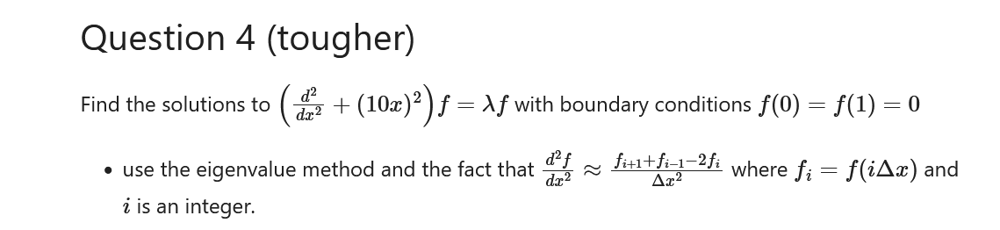 Question 4 (tougher)
Find the solutions to $\left(\frac{d^2}{dx^2} + (10x)^2\right) f = \lambda f$ with boundary conditions $f(0) = f(1) = 0$
• use the eigenvalue method and the fact that $\frac{d^2 f}{dx^2} \approx \frac{f_{i+1}+f_{i-1}-2f_i}{\Delta x^2}$ where $f_i = f(i\Delta x)$ and
$i$ is an integer.